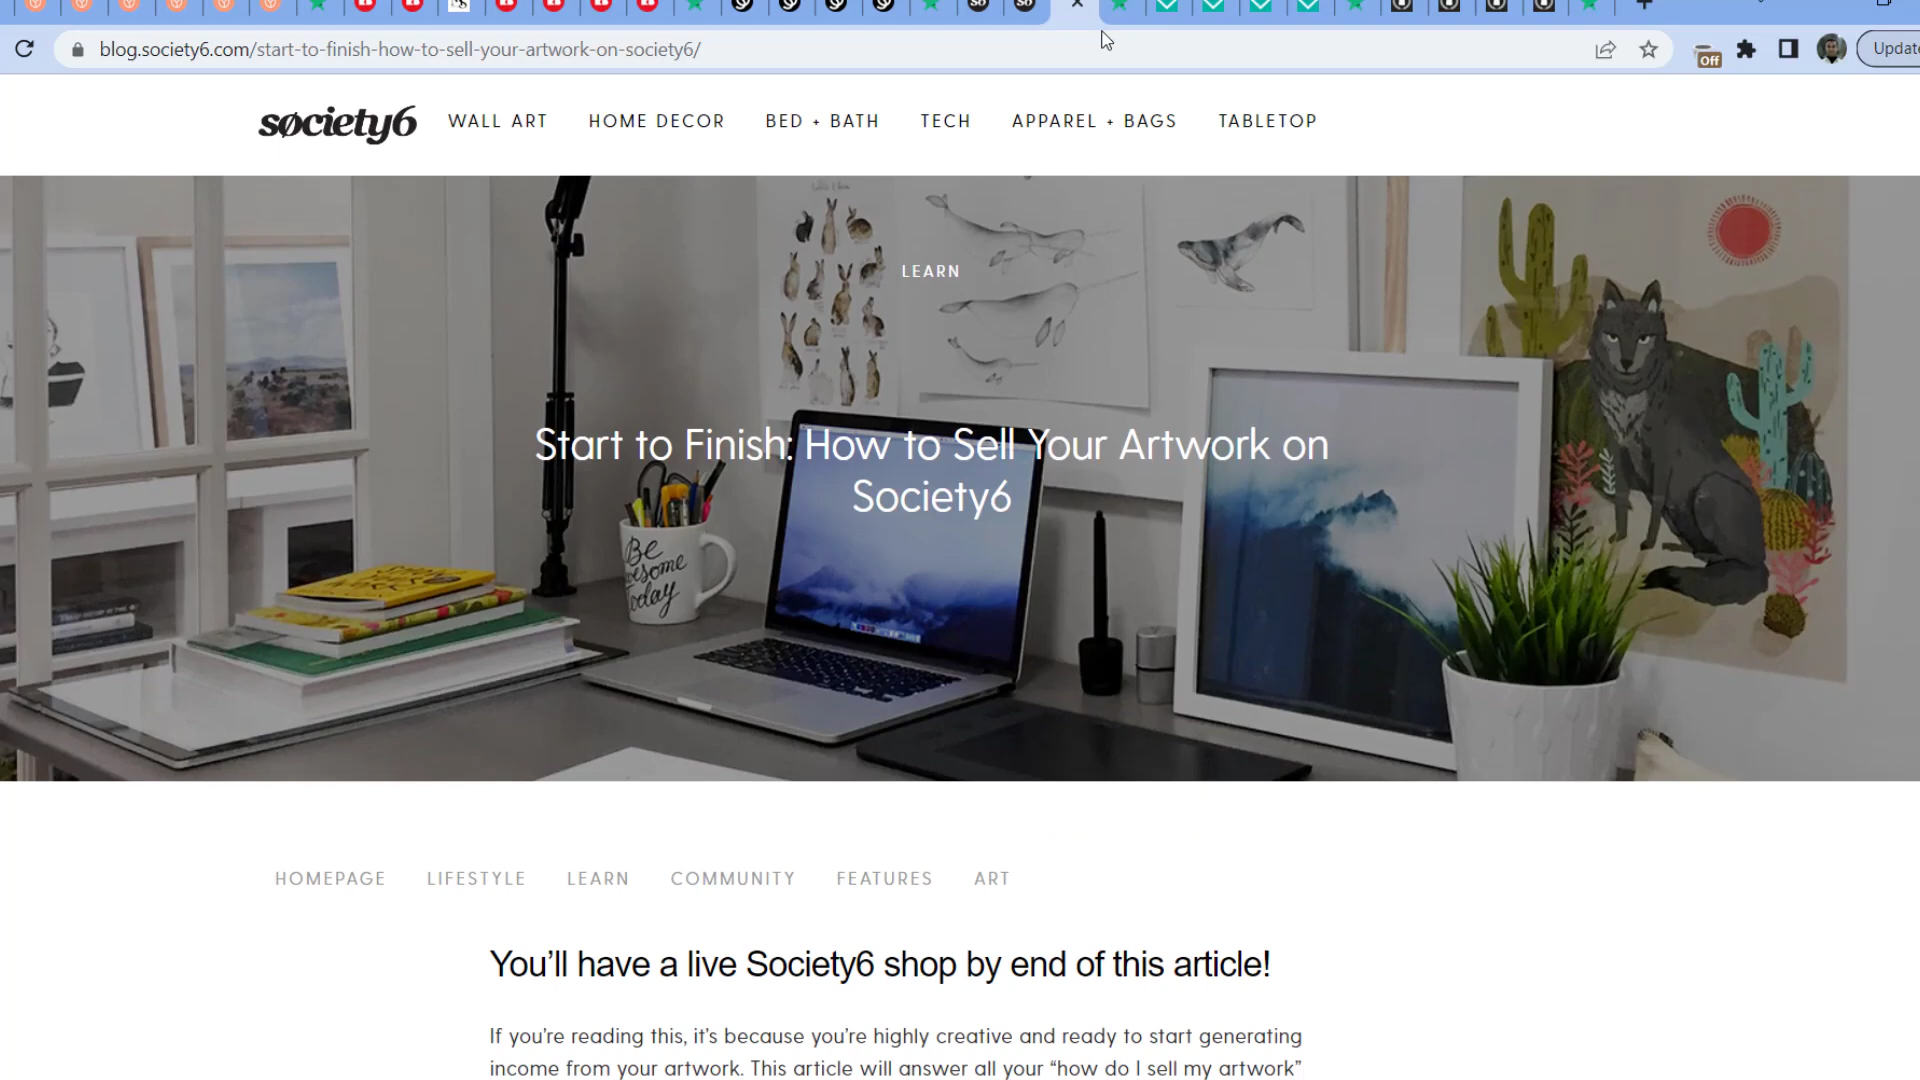 blog.society6.com/start-to-finish-how-to-sell-your-artwork-on-society6/
Off
Update
society6
WALL ART
HOME DECOR
BED + BATH
TECH
APPAREL + BAGS
TABLETOP
LEARN
Start to Finish: How to Sell Your Artwork on
Society6
Be
Awesome
Today
HOMEPAGE
LIFESTYLE
LEARN
COMMUNITY
FEATURES
ART
You'll have a live Society6 shop by end of this article!
If you're reading this, it's because you're highly creative and ready to start generating
income from your artwork. This article will answer all your “how do I sell my artwork”